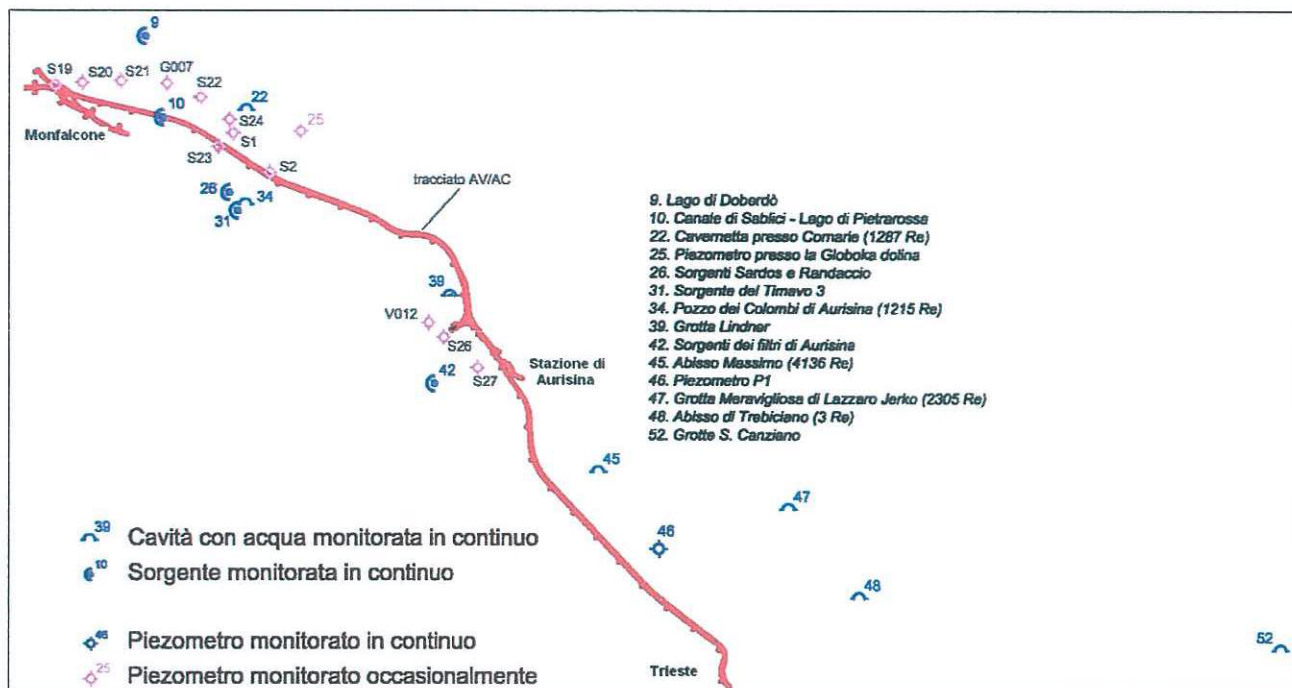 9
S19
S20
S21
G007
S22
22
10
S24
25
Monfalcone
S1
S23
S2
26
34
31
tracciato AV/AC
9. Lago di Doberdò
10. Canale di Sablici - Lago di Pietrarossa
22. Cavernetta presso Comarie (1287 Re)
25. Piezometro presso la Globoka dolina
26. Sorgenti Sardos e Randaccio
31. Sorgente del Timavo 3
34. Pozzo dei Colombi di Aurisina (1215 Re)
39. Grotta Lindner
42. Sorgenti dei filtri di Aurisina
45. Abisso Massimo (4136 Re)
46. Piezometro P1
47. Grotta Meravigliosa di Lazzaro Jerko (2305 Re)
48. Abisso di Trebiciano (3 Re)
52. Grotte S. Canziano
39
V012
S26
S27
42
Stazione di
Aurisina
45
47
46
48
52
Trieste
39 Cavità con acqua monitorata in continuo
10 Sorgente monitorata in continuo
46 Piezometro monitorato in continuo
25 Piezometro monitorato occasionalmente